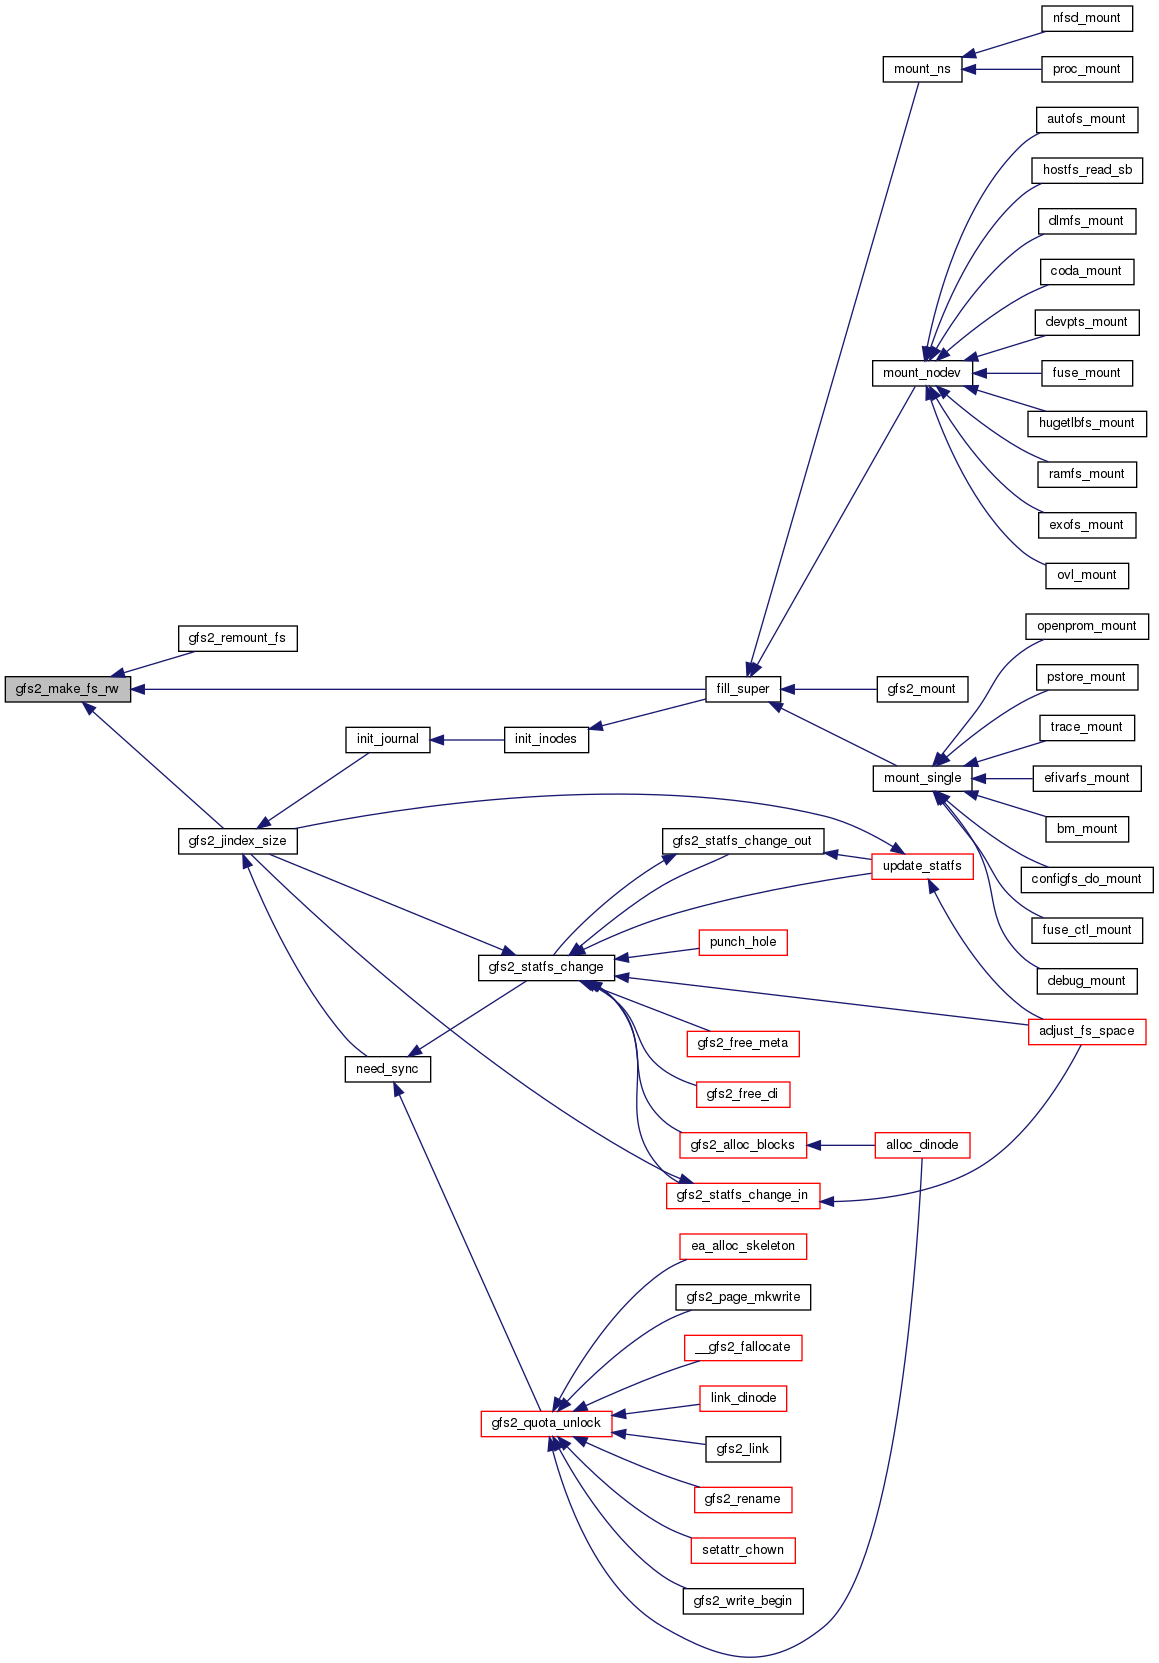 nfsd_mount
mount_ns
proc_mount
autofs_mount
hostfs_read_sb
dlmfs_mount
coda_mount
devpts_mount
mount_nodev
fuse_mount
hugetlbfs_mount
ramfs_mount
exofs_mount
ovl_mount
openprom_mount
gfs2_remount_fs
pstore_mount
gfs2_make_fs_rw
fill_super
gfs2_mount
trace_mount
init_journal
init_inodes
mount_single
efivarfs_mount
bm_mount
gfs2_jindex_size
gfs2_statfs_change_out
update_statfs
configfs_do_mount
fuse_ctl_mount
punch_hole
gfs2_statfs_change
debug_mount
adjust_fs_space
gfs2_free_meta
need_sync
gfs2_free_di
gfs2_alloc_blocks
alloc_dinode
gfs2_statfs_change_in
ea_alloc_skeleton
gfs2_page_mkwrite
__gfs2_fallocate
link_dinode
gfs2_quota_unlock
gfs2_link
gfs2_rename
setattr_chown
gfs2_write_begin